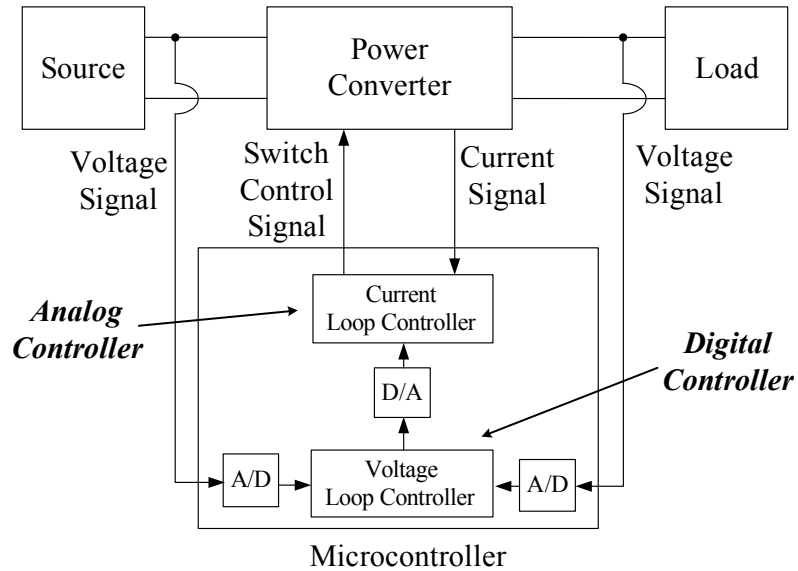 Source
Power
Converter
Load
Voltage
Signal
Switch
Control
Signal
Current
Signal
Voltage
Signal
Analog
Controller
Current
Loop Controller
Digital
Controller
D/A
A/D
Voltage
Loop Controller
A/D
Microcontroller